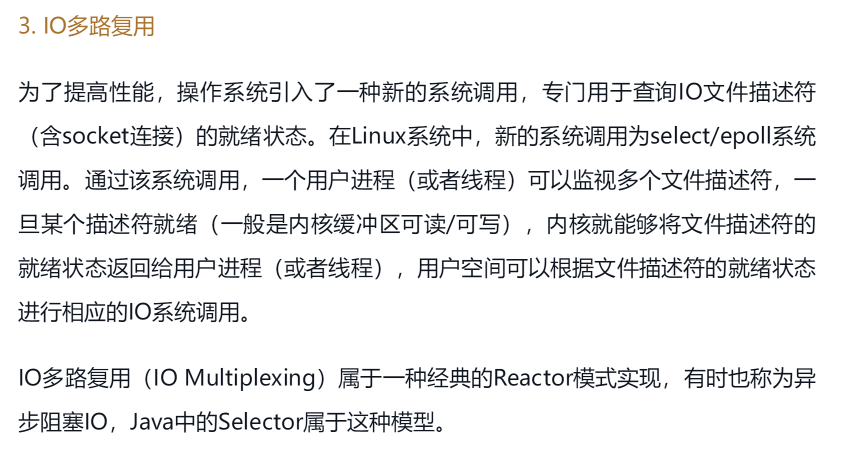 3. IO多路复用
为了提高性能，操作系统引入了一种新的系统调用，专门用于查询IO文件描述符
（含socket连接）的就绪状态。在Linux系统中，新的系统调用为select/epoll系统
调用。通过该系统调用，一个用户进程（或者线程）可以监视多个文件描述符，一
旦某个描述符就绪（一般是内核缓冲区可读/可写），内核就能够将文件描述符的
就绪状态返回给用户进程（或者线程），用户空间可以根据文件描述符的就绪状态
进行相应的IO系统调用。
IO多路复用（IO Multiplexing）属于一种经典的Reactor模式实现，有时也称为异
步阻塞IO，Java中的Selector属于这种模型。